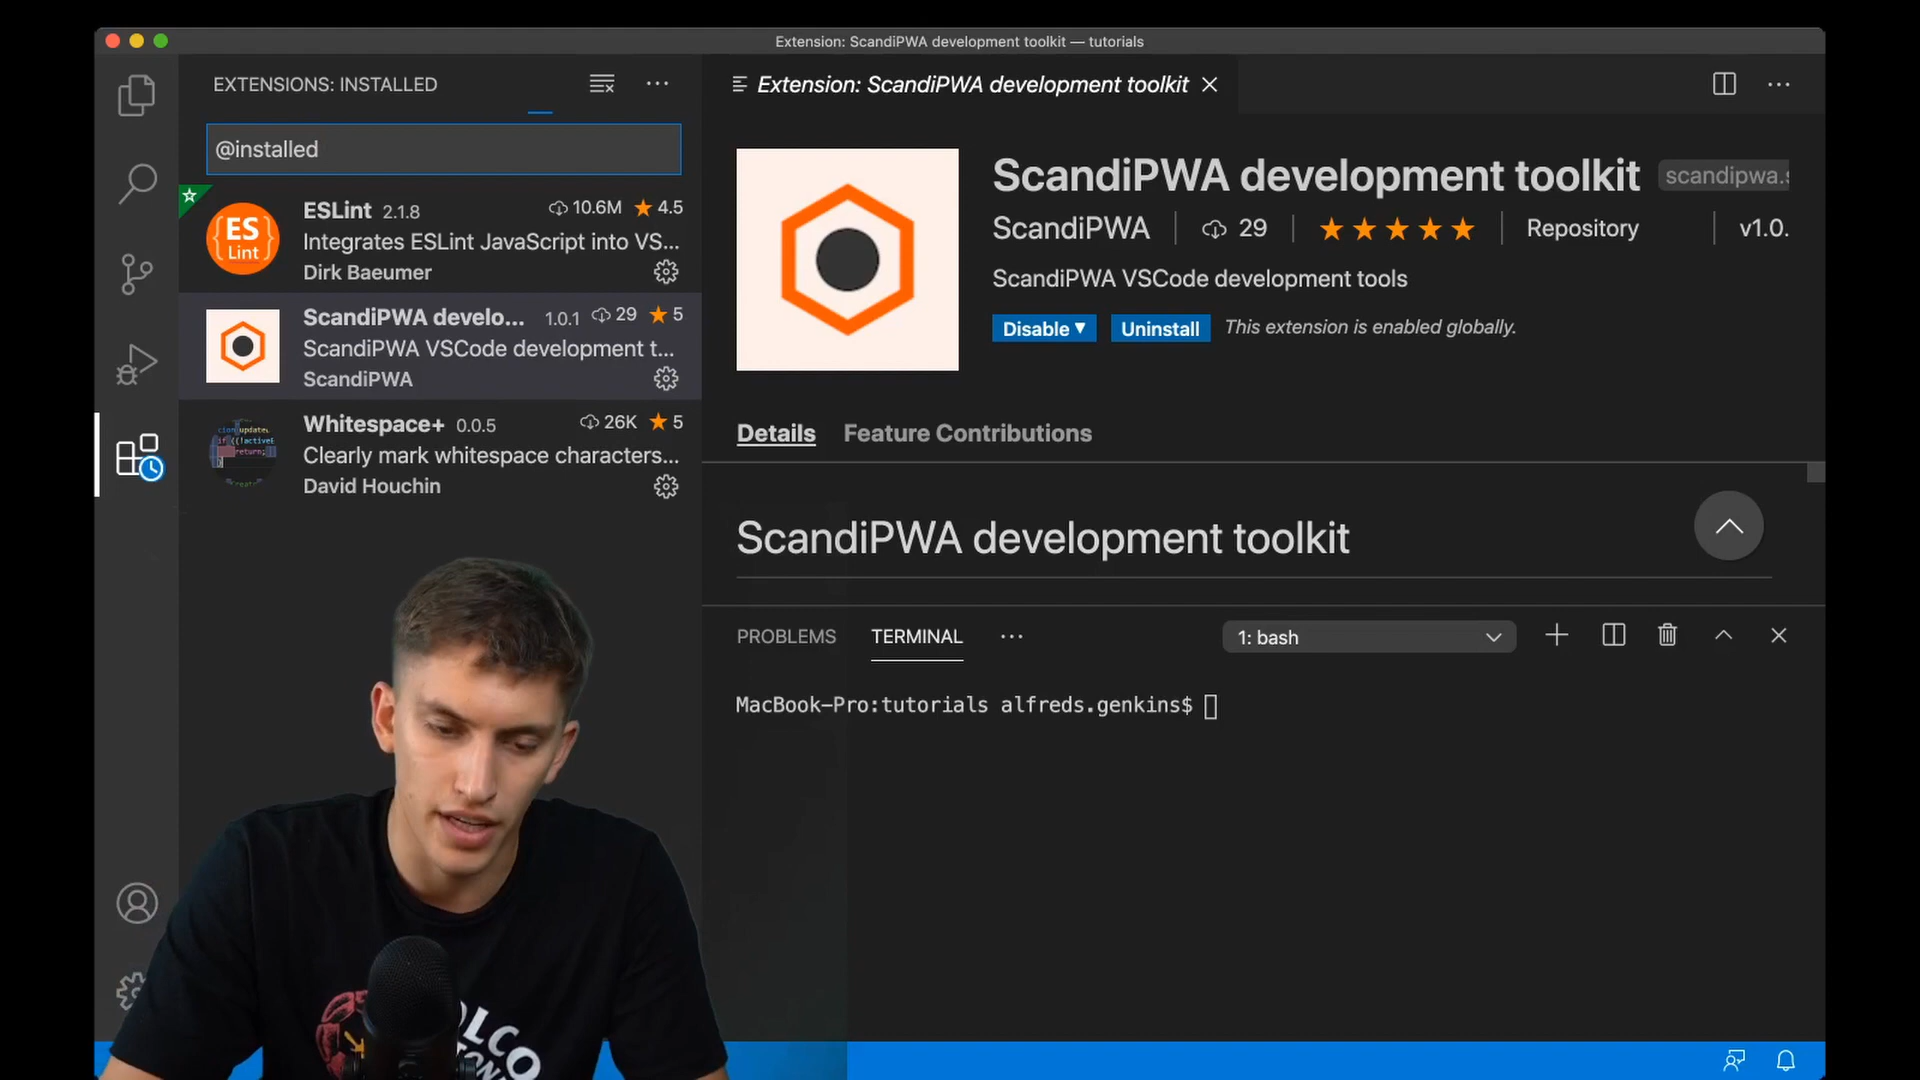 Extension: ScandiPWA development toolkit — tutorials
EXTENSIONS: INSTALLED
@installed
ES
Lint
ESLint 2.1.8 10.6M 4.5
Integrates ESLint JavaScript into VS...
Dirk Baeumer
ScandiPWA develo... 1.0.1 29 5
ScandiPWA VSCode development t...
ScandiPWA
Whitespace+ 0.0.5 26K 5
Clearly mark whitespace characters...
David Houchin
Extension: ScandiPWA development toolkit
ScandiPWA development toolkit scandipwa.
ScandiPWA 29 Repository v1.0.
ScandiPWA VSCode development tools
Disable Uninstall This extension is enabled globally.
Details Feature Contributions
ScandiPWA development toolkit
PROBLEMS TERMINAL 1: bash
MacBook-Pro:tutorials alfreds.genkins$